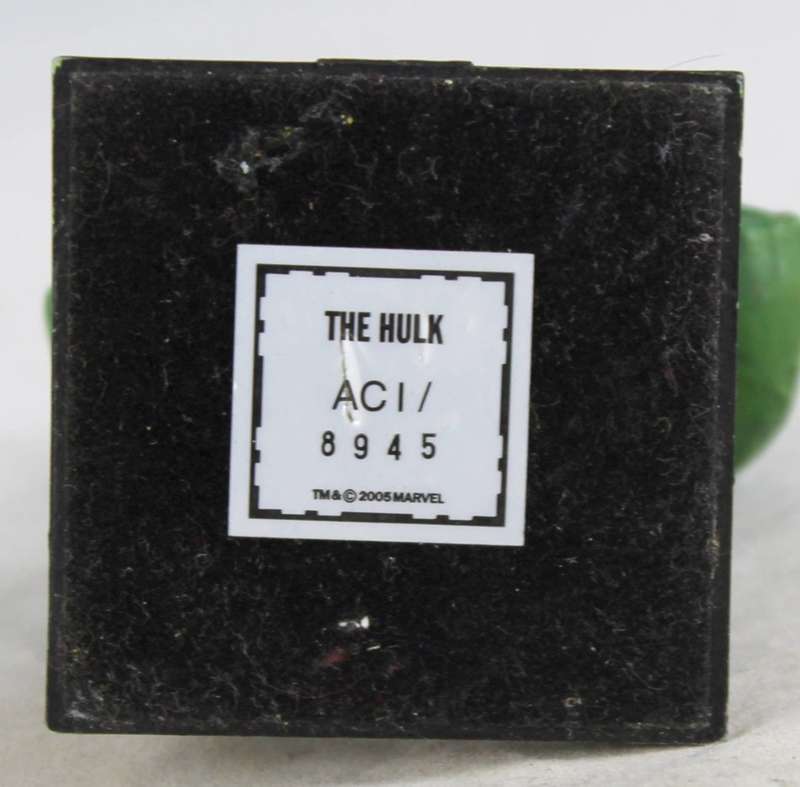 THE HULK
ACI/
8945
TM & © 2005 MARVEL